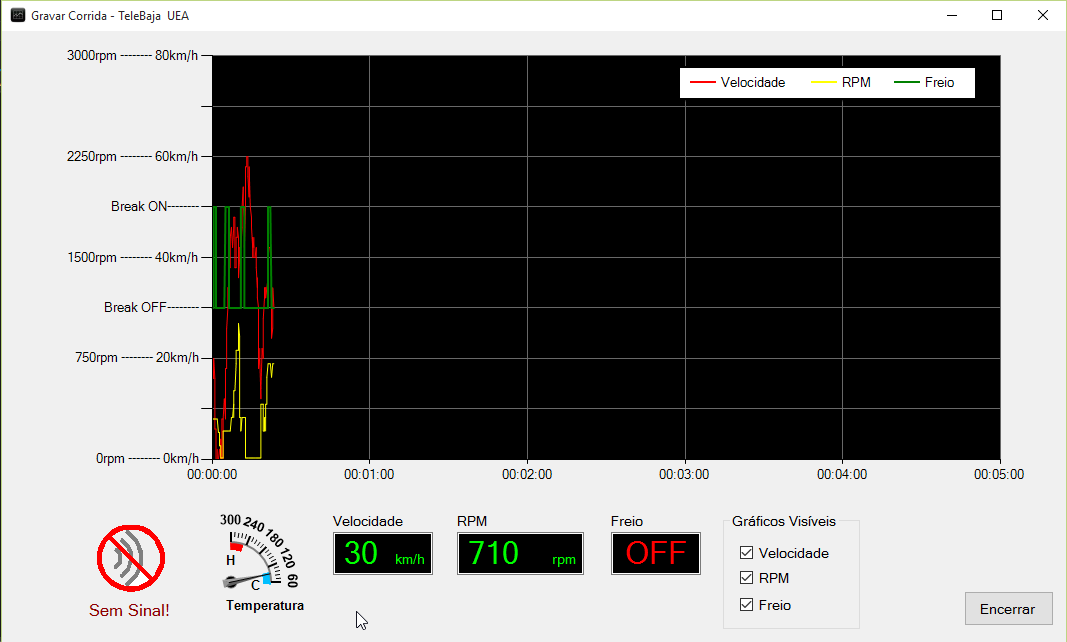 Gravar Corrida - TeleBaja UEA
3000rpm -------- 80km/h
Velocidade RPM Freio
2250rpm -------- 60km/h
Break ON--------
1500rpm -------- 40km/h
Break OFF--------
750rpm -------- 20km/h
0rpm -------- 0km/h
00:00:00 00:01:00 00:02:00 00:03:00 00:04:00 00:05:00
Sem Sinal!
300 240 180 120 60
H
C
Temperatura
Velocidade
30 km/h
RPM
710 rpm
Freio
OFF
Gráficos Visíveis
Velocidade
RPM
Freio
Encerrar